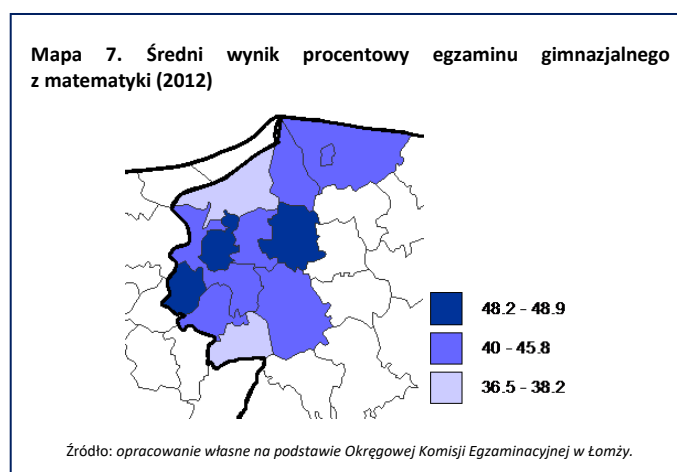 Mapa 7. Średni wynik procentowy egzaminu gimnazjalnego
z matematyki (2012)
48.2 - 48.9
40 - 45.8
36.5 - 38.2
Źródło: opracowanie własne na podstawie Okręgowej Komisji Egzaminacyjnej w Łomży.